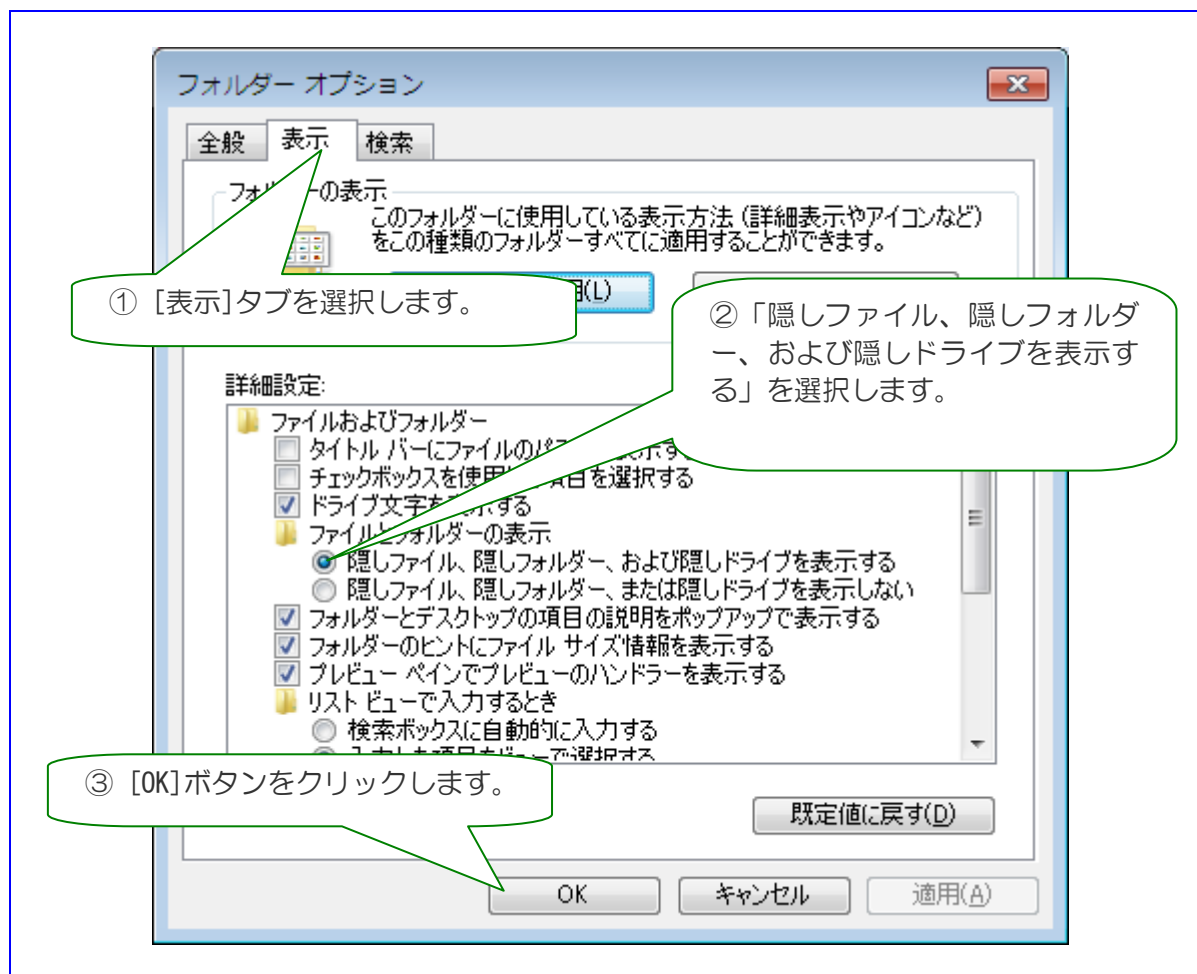 フォルダー オプション
全般 表示 検索
の表示
このフォルダーに使用している表示方法 (詳細表示やアイコンなど)
をこの種類のフォルダーすべてに適用することができます。
(L)
① [表示]タブを選択します。
②「隠しファイル、隠しフォルダ
ー、および隠しドライブを表示す
る」を選択します。
詳細設定:
ファイルおよびフォルダー
タイトル バーにファイルの
チェックボックスを使用 項目を選択する
ドライブ文字を表示する
ファイルとフォルダーの表示
隠しファイル、隠しフォルダー、および隠しドライブを表示する
隠しファイル、隠しフォルダー、または隠しドライブを表示しない
フォルダーとデスクトップの項目の説明をポップアップで表示する
フォルダーのヒントにファイル サイズ情報を表示する
プレビュー ペインでプレビューのハンドラーを表示する
リスト ビューで入力するとき
検索ボックスに自動的に入力する
で選択する
③ [OK]ボタンをクリックします。
既定値に戻す(D)
OK キャンセル 適用(A)